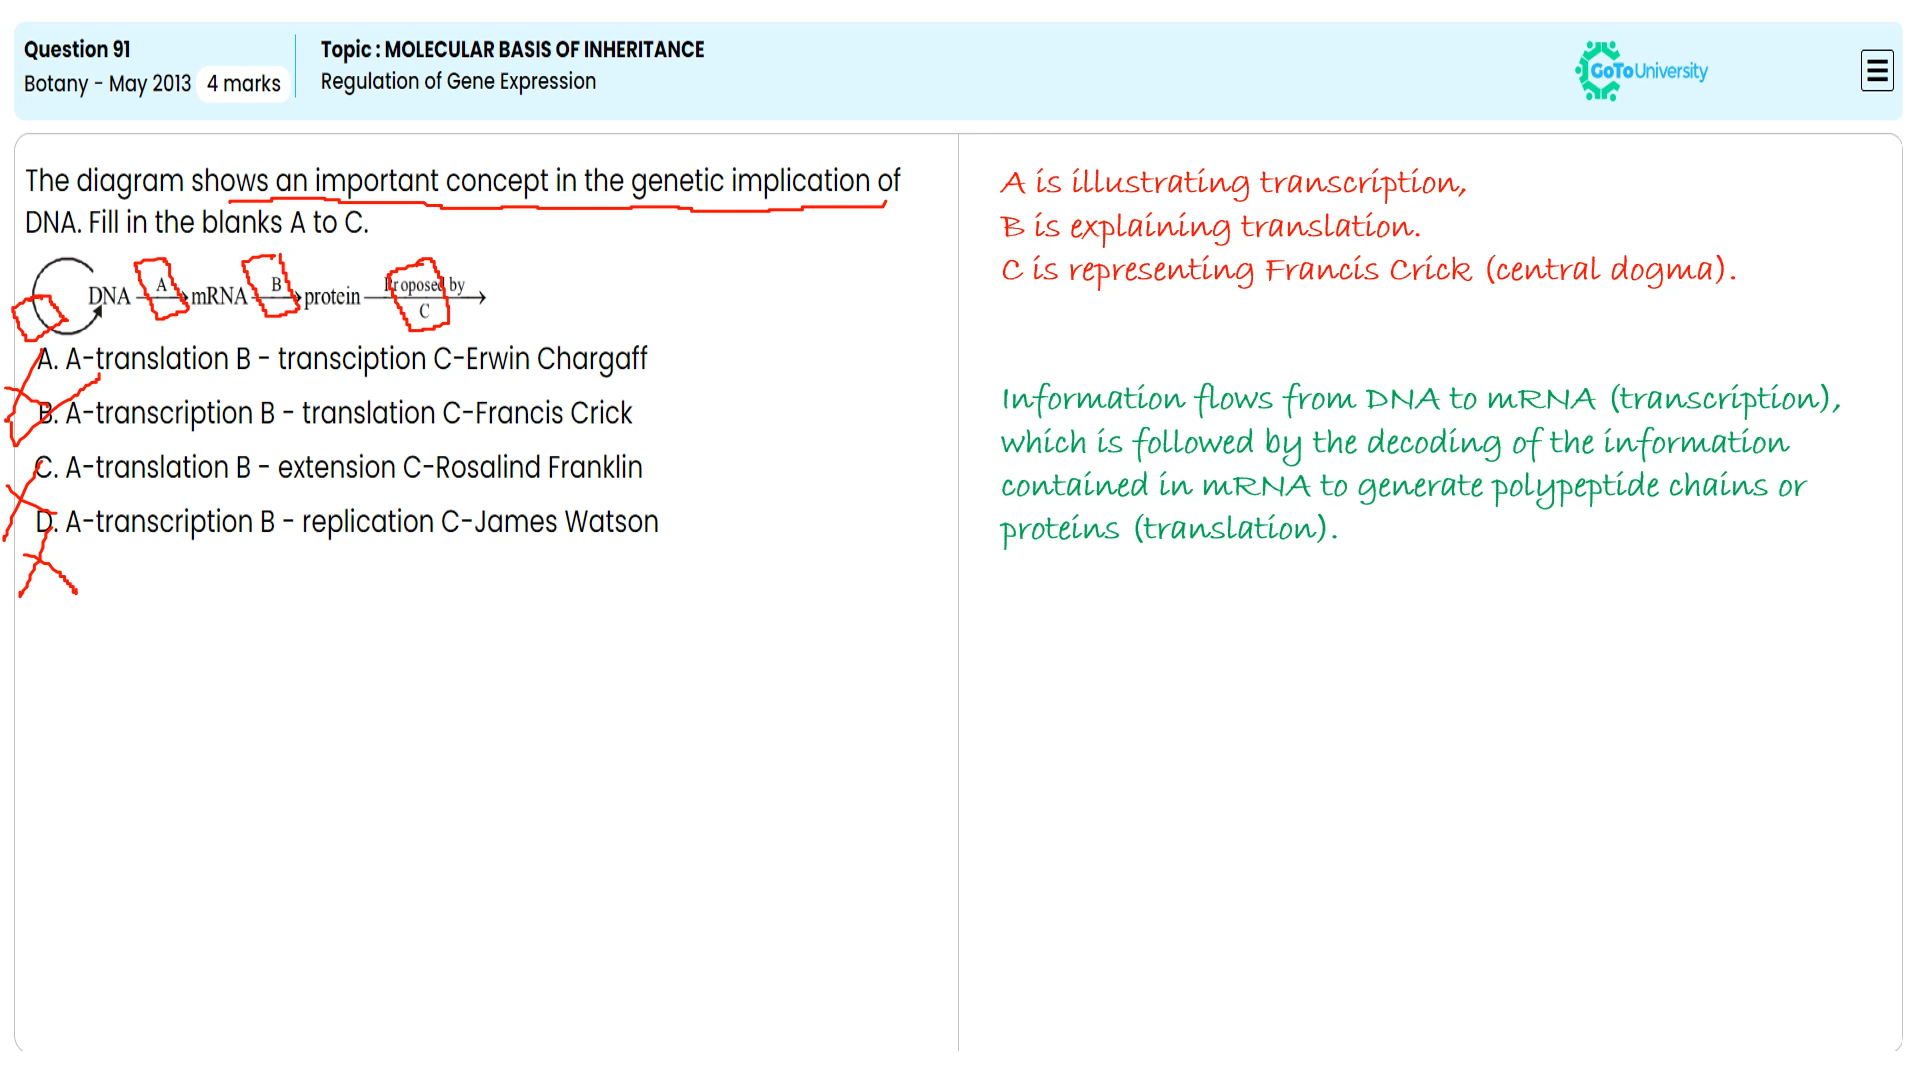 Question 91
Botany - May 2013 4 marks
Topic : MOLECULAR BASIS OF INHERITANCE
Regulation of Gene Expression
GoToUniversity
The diagram shows an important concept in the genetic implication of
DNA. Fill in the blanks A to C.
DNA A mRNA B protein Proposed by C
A. A-translation B - transciption C-Erwin Chargaff
B. A-transcription B - translation C-Francis Crick
C. A-translation B - extension C-Rosalind Franklin
D. A-transcription B - replication C-James Watson
A is illustrating transcription,
B is explaining translation.
C is representing Francis Crick (central dogma).
Information flows from DNA to mRNA (transcription),
which is followed by the decoding of the information
contained in mRNA to generate polypeptide chains or
proteins (translation).